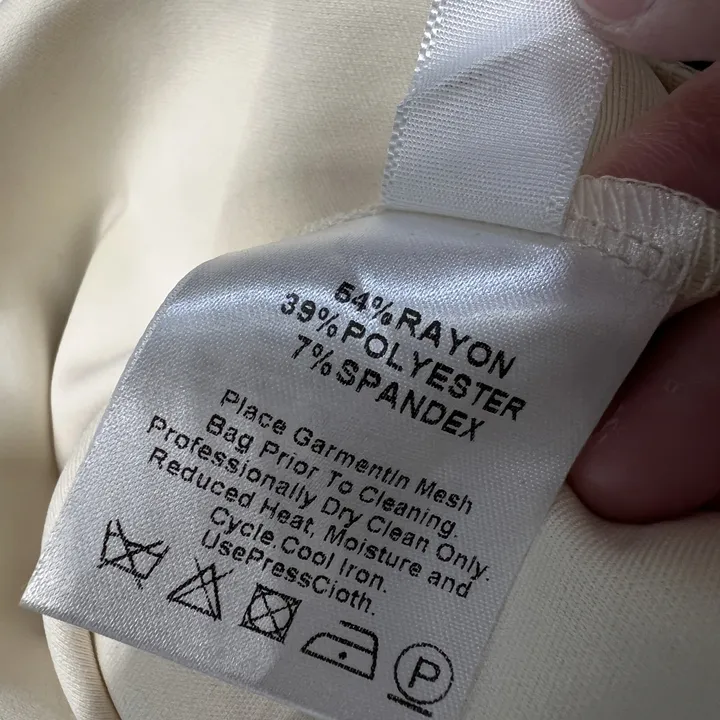 54%RAYON
39%POLYESTER
7%SPANDEX
Place GarmentIn Mesh
Bag Prior To Cleaning.
Professionally Dry Clean Only.
Reduced Heat, Moisture and
Cycle Cool Iron.
UsePressCloth.
P